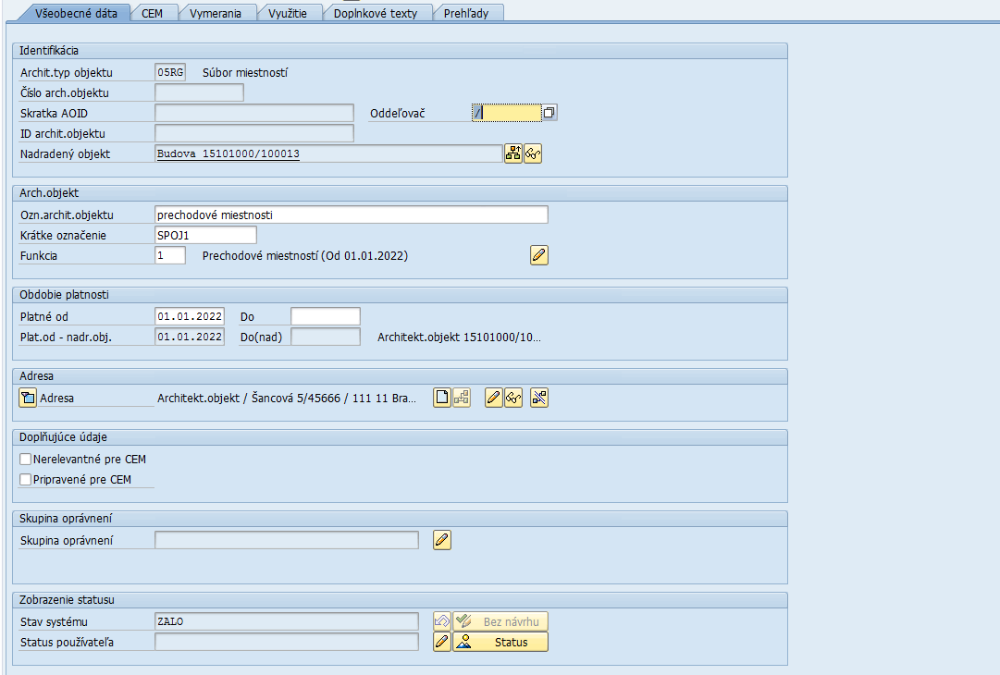 Všeobecné dáta CEM Vymerania Využitie Doplnkové texty Prehľady
Identifikácia
Archit.typ objektu 05RG Súbor miestností
Číslo arch.objektu
Skratka AOID Oddeľovač /
ID archit.objektu
Nadradený objekt Budova 15101000/100013
Arch.objekt
Ozn.archit.objektu prechodové miestnosti
Krátke označenie SPOJ1
Funkcia 1 Prechodové miestností (Od 01.01.2022)
Obdobie platnosti
Platné od 01.01.2022 Do
Plat.od - nadr.obj. 01.01.2022 Do(nad) Architekt.objekt 15101000/10...
Adresa
Adresa Architekt.objekt / Šancová 5/45666 / 111 11 Bra...
Doplňujúce údaje
Nerelevantné pre CEM
Pripravené pre CEM
Skupina oprávnení
Skupina oprávnení
Zobrazenie statusu
Stav systému ZALO Bez návrhu
Status používateľa Status